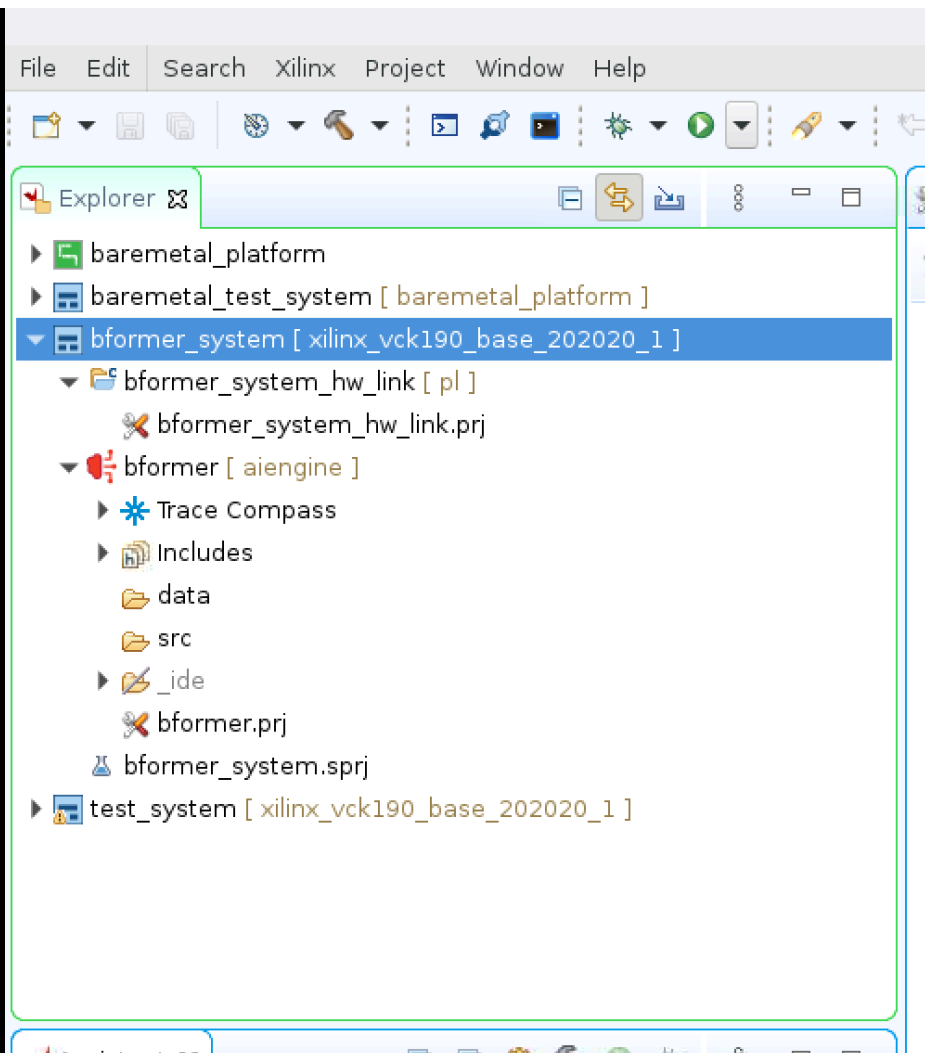 File Edit Search Xilinx Project Window Help
Explorer
baremetal_platform
baremetal_test_system [ baremetal_platform ]
bformer_system [ xilinx_vck190_base_202020_1 ]
bformer_system_hw_link [ pl ]
bformer_system_hw_link.prj
bformer [ aiengine ]
Trace Compass
Includes
data
src
_ide
bformer.prj
bformer_system.sprj
test_system [ xilinx_vck190_base_202020_1 ]